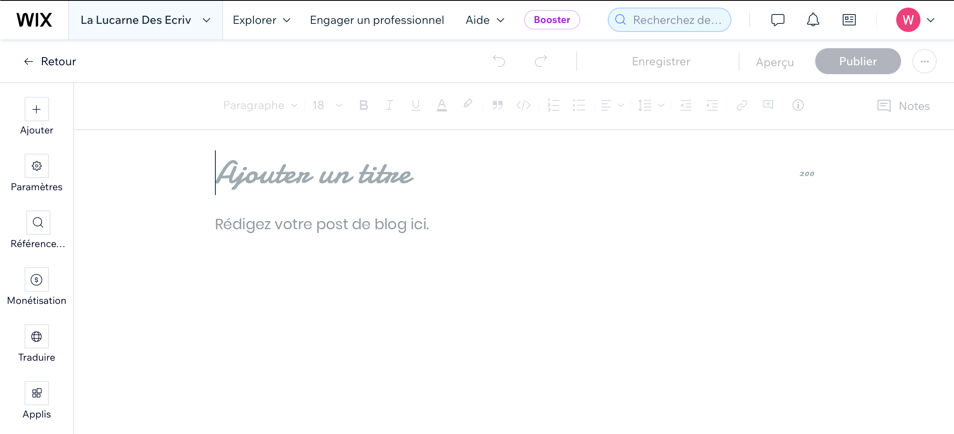 WIX La Lucarne Des Ecriv Explorer Engager un professionnel Aide Booster Recherchez de... W
Retour Enregistrer Aperçu Publier
Paragraphe 18 B I U A Notes
Ajouter
Paramètres
Référence...
Monétisation
Traduire
Applis
Ajouter un titre 200
Rédigez votre post de blog ici.